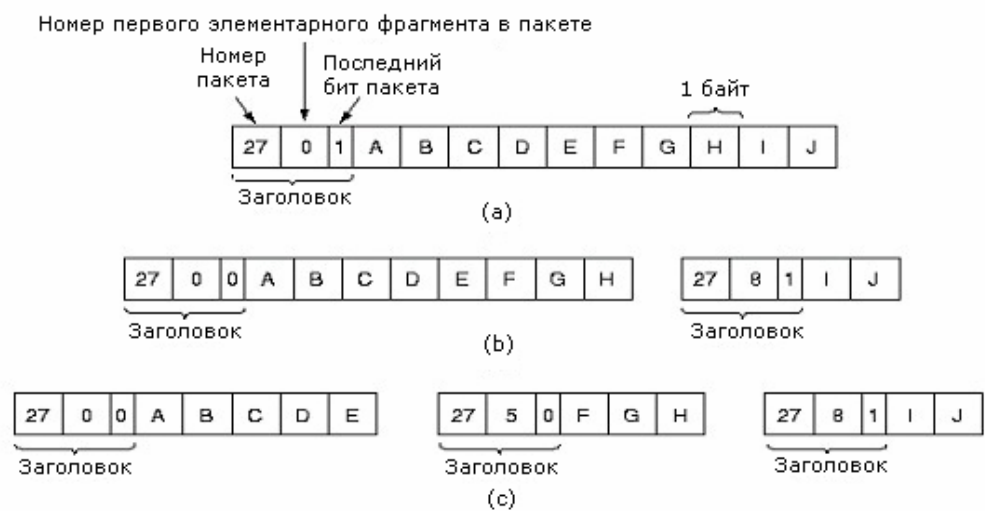 Номер первого элементарного фрагмента в пакете
Номер пакета
Последний бит пакета
1 байт
27 0 1 A B C D E F G H I J
Заголовок
(a)
27 0 0 A B C D E F G H
27 8 1 I J
Заголовок
Заголовок
(b)
27 0 0 A B C D E
27 5 0 F G H
27 8 1 I J
Заголовок
Заголовок
Заголовок
(c)